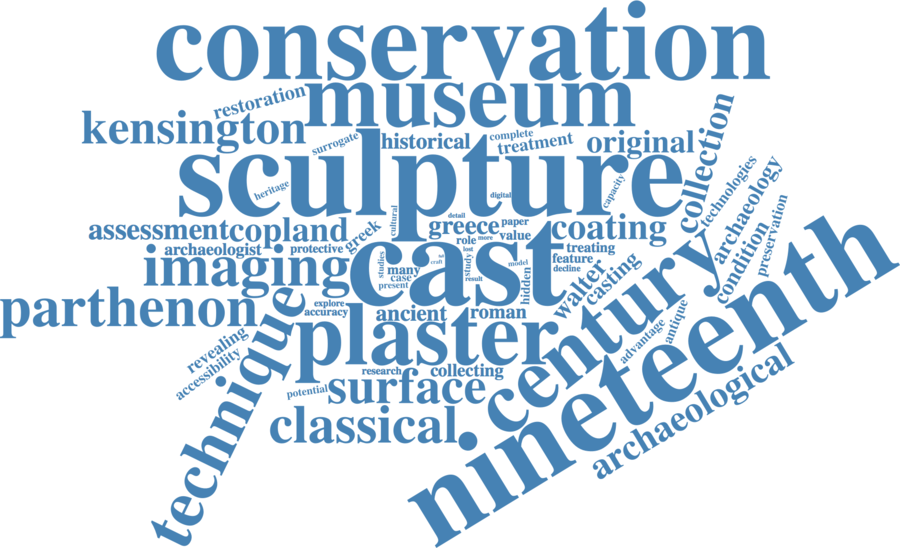 conservation
museum
restoration
kensington
surrogate
historical
complete
treatment
original
collection
sculpture
heritage
digital
capacity
technologies
archaeology
assessment
copland
cultural
detail
greece
paper
coating
condition
preservation
archaeologist
protective
greek
role
more
value
treating
imaging
studies
many
case
present
craft
lost
study
result
model
hidden
feature
decline
cast
walter
casting
century
nineteenth
parthenon
explore
accuracy
ancient
roman
plaster
technique
revealing
accessibility
research
collecting
potential
surface
classical
advantage
antique
archaeological